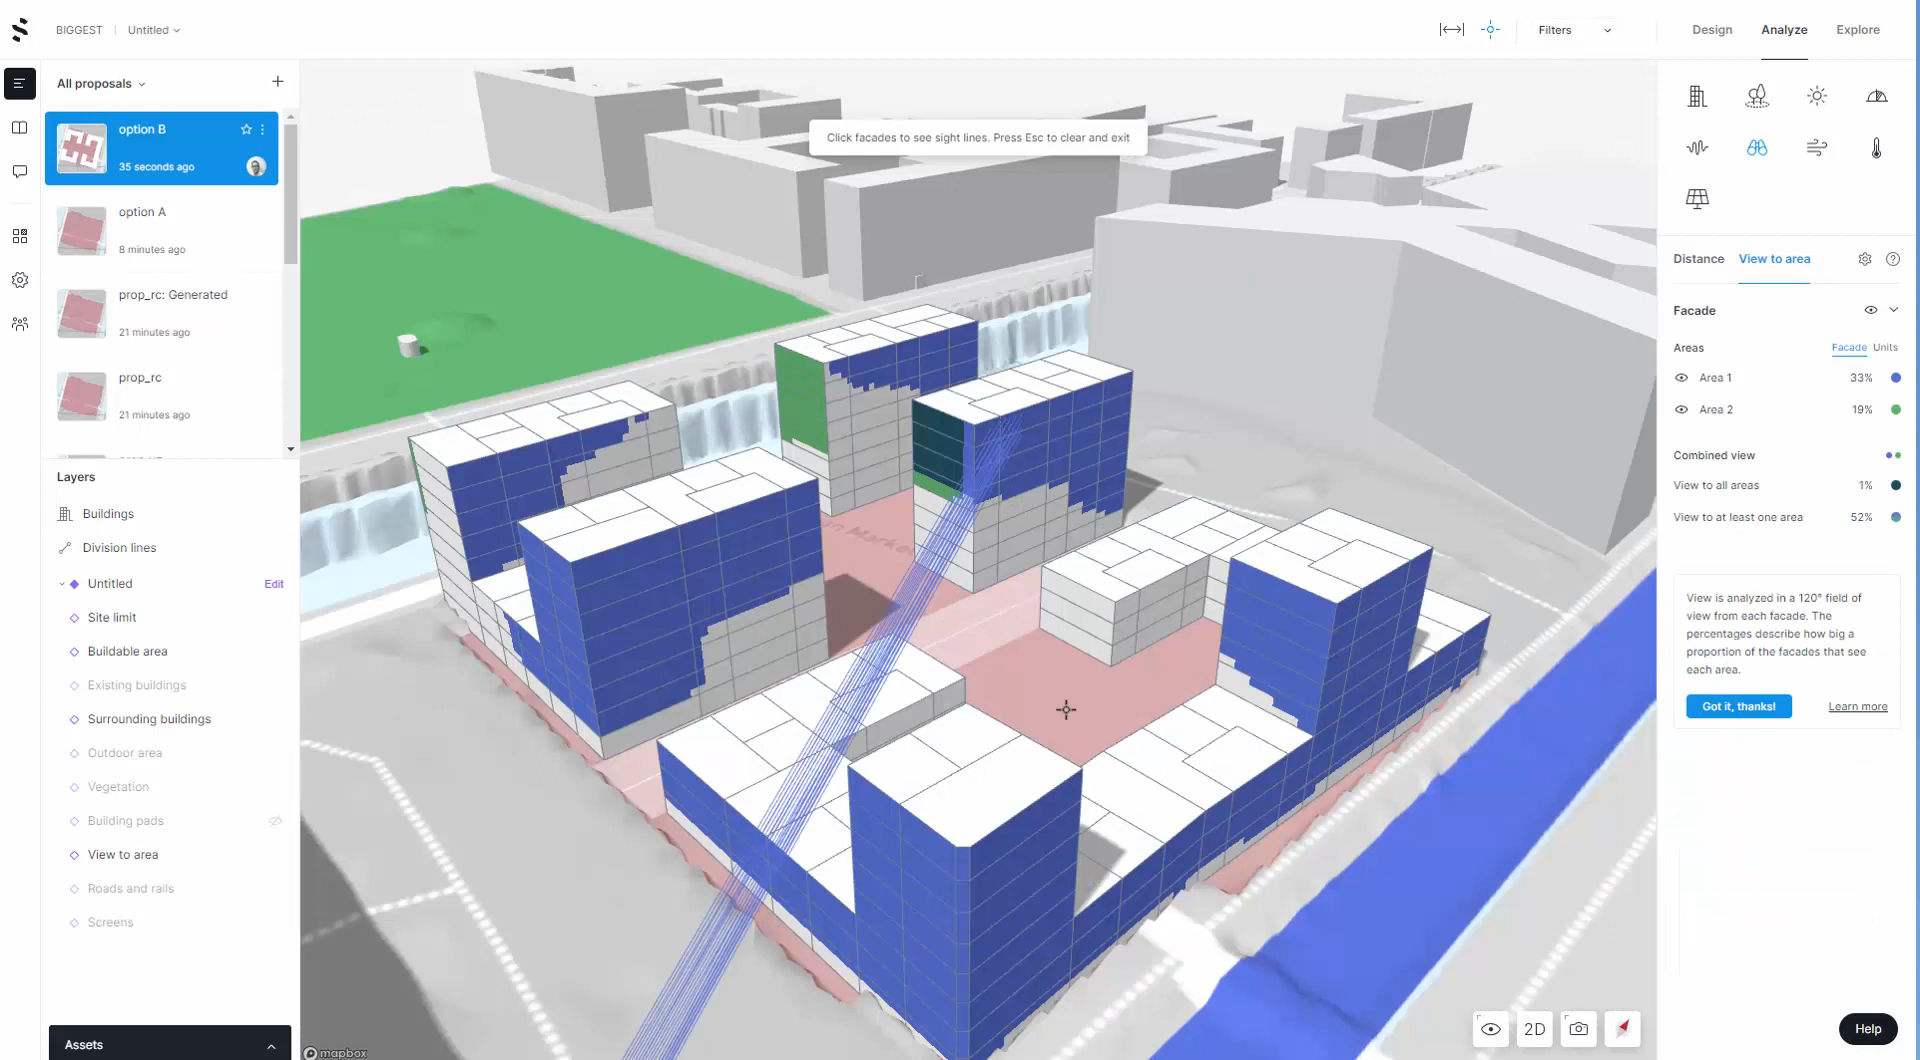 BIGGEST
Untitled
Filters
Design
Analyze
Explore
All proposals
option B
35 seconds ago
option A
8 minutes ago
prop_rc: Generated
21 minutes ago
prop_rc
21 minutes ago
Layers
Buildings
Division lines
Untitled
Edit
Site limit
Buildable area
Existing buildings
Surrounding buildings
Outdoor area
Vegetation
Building pads
View to area
Roads and rails
Screens
Assets
Click facades to see sight lines. Press Esc to clear and exit
mapbox
2D
Distance
View to area
Facade
Areas
Facade Units
Area 1 33%
Area 2 19%
Combined view
View to all areas 1%
View to at least one area 52%
View is analyzed in a 120° field of
view from each facade. The
percentages describe how big a
proportion of the facades that see
each area.
Got it, thanks!
Learn more
Help